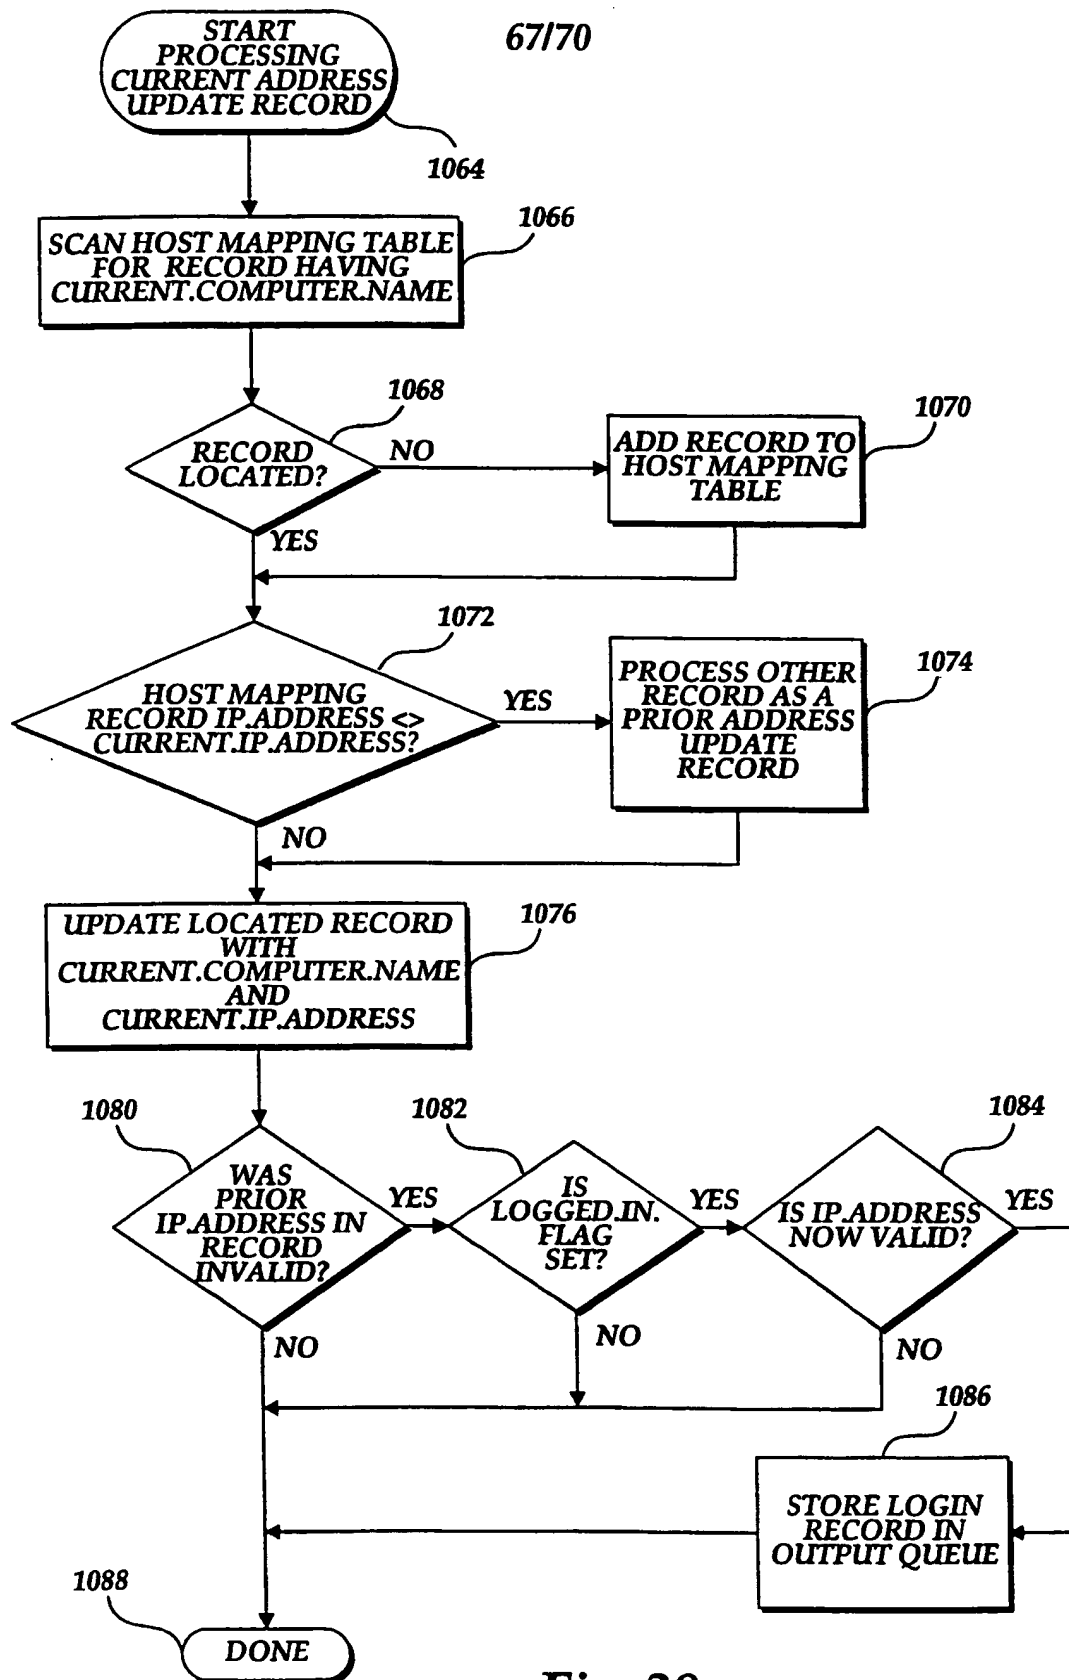 67/70
START
PROCESSING
CURRENT ADDRESS
UPDATE RECORD
1064
1066
SCAN HOST MAPPING TABLE
FOR RECORD HAVING
CURRENT.COMPUTER.NAME
1068
RECORD
LOCATED?
NO
YES
1070
ADD RECORD TO
HOST MAPPING
TABLE
1072
HOST MAPPING
RECORD IP.ADDRESS <>
CURRENT.IP.ADDRESS?
YES
NO
1074
PROCESS OTHER
RECORD AS A
PRIOR ADDRESS
UPDATE
RECORD
1076
UPDATE LOCATED RECORD
WITH
CURRENT.COMPUTER.NAME
AND
CURRENT.IP.ADDRESS
1080
WAS
PRIOR
IP.ADDRESS IN
RECORD
INVALID?
YES
NO
1082
IS
LOGGED.IN.
FLAG
SET?
YES
NO
1084
IS IP.ADDRESS
NOW VALID?
YES
NO
1086
STORE LOGIN
RECORD IN
OUTPUT QUEUE
1088
DONE